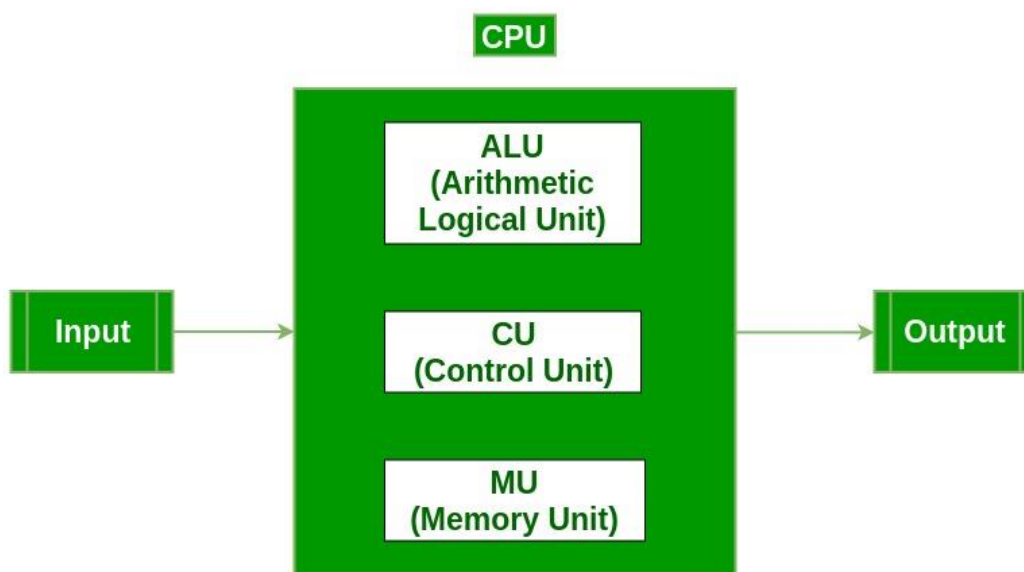 CPU
ALU
(Arithmetic
Logical Unit)
Input
CU
(Control Unit)
Output
MU
(Memory Unit)